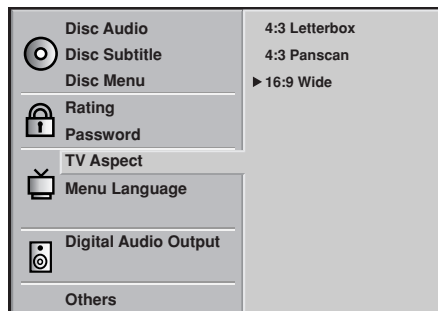 Disc Audio
Disc Subtitle
Disc Menu
Rating
Password
TV Aspect
Menu Language
Digital Audio Output
Others
4:3 Letterbox
4:3 Panscan
16:9 Wide